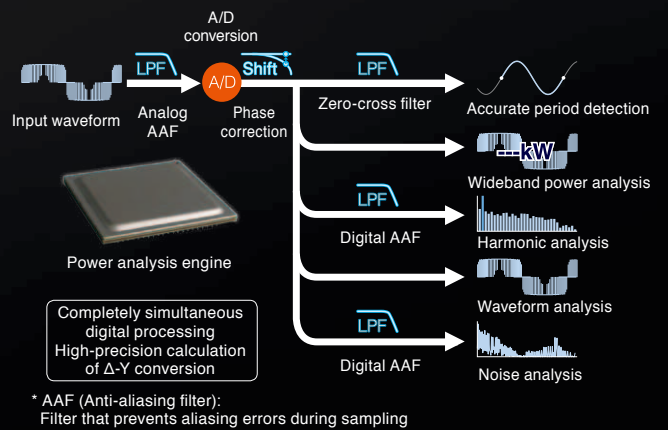 A/D
conversion
LPF
A/D
Shift
LPF
Input waveform
Analog
AAF
Phase
correction
Zero-cross filter
Accurate period detection
---kW
Wideband power analysis
LPF
Digital AAF
Harmonic analysis
Power analysis engine
Waveform analysis
Completely simultaneous
digital processing
High-precision calculation
of Δ-Y conversion
LPF
Digital AAF
Noise analysis
* AAF (Anti-aliasing filter):
Filter that prevents aliasing errors during sampling